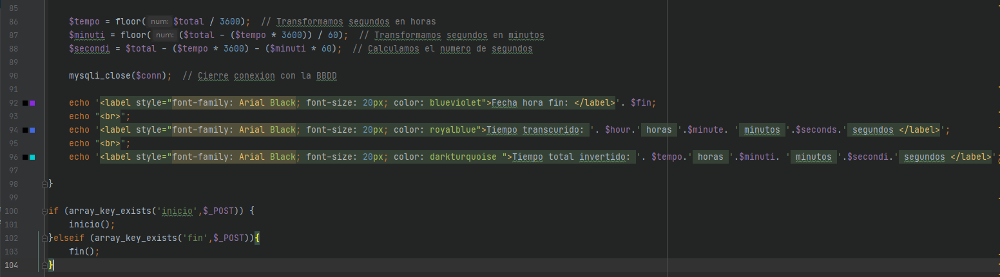 85
86 $tempo = floor( num: $total / 3600);  // Transformamos segundos en horas
87 $minuti = floor( num: ($total - ($tempo * 3600)) / 60);  // Transformamos segundos en minutos
88 $secondi = $total - ($tempo * 3600) - ($minuti * 60);  // Calculamos el numero de segundos
89
90 mysqli_close($conn);  // Cierre conexion con la BBDD
91
92 echo '<label style="font-family: Arial Black; font-size: 20px; color: blueviolet">Fecha hora fin: </label>'. $fin;
93 echo "<br>";
94 echo '<label style="font-family: Arial Black; font-size: 20px; color: royalblue">Tiempo transcurido: '. $hour.' horas '.$minute. ' minutos '.$seconds.' segundos </label>';
95 echo "<br>";
96 echo '<label style="font-family: Arial Black; font-size: 20px; color: darkturquoise ">Tiempo total invertido: '. $tempo.' horas '.$minuti. ' minutos '.$secondi.' segundos </label>';
97
98 }
99
100 if (array_key_exists('inicio',$_POST)) {
101 inicio();
102 }elseif (array_key_exists('fin',$_POST)){
103 fin();
104 }